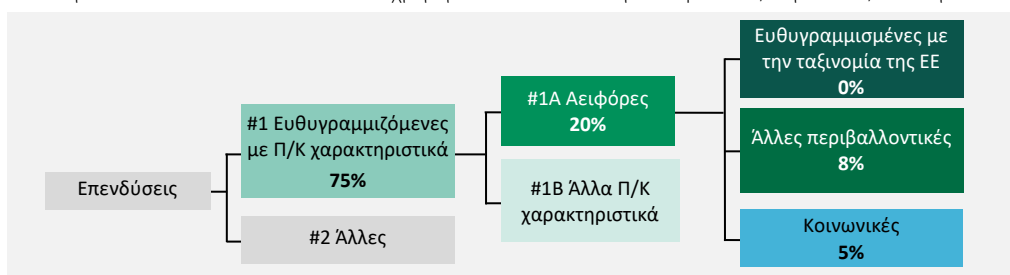 Επενδύσεις
#1 Ευθυγραμμιζόμενες
με Π/Κ χαρακτηριστικά
75%
#2 Άλλες
#1Α Αειφόρες
20%
#1Β Άλλα Π/Κ
χαρακτηριστικά
Ευθυγραμμισμένες με
την ταξινομία της ΕΕ
0%
Άλλες περιβαλλοντικές
8%
Κοινωνικές
5%